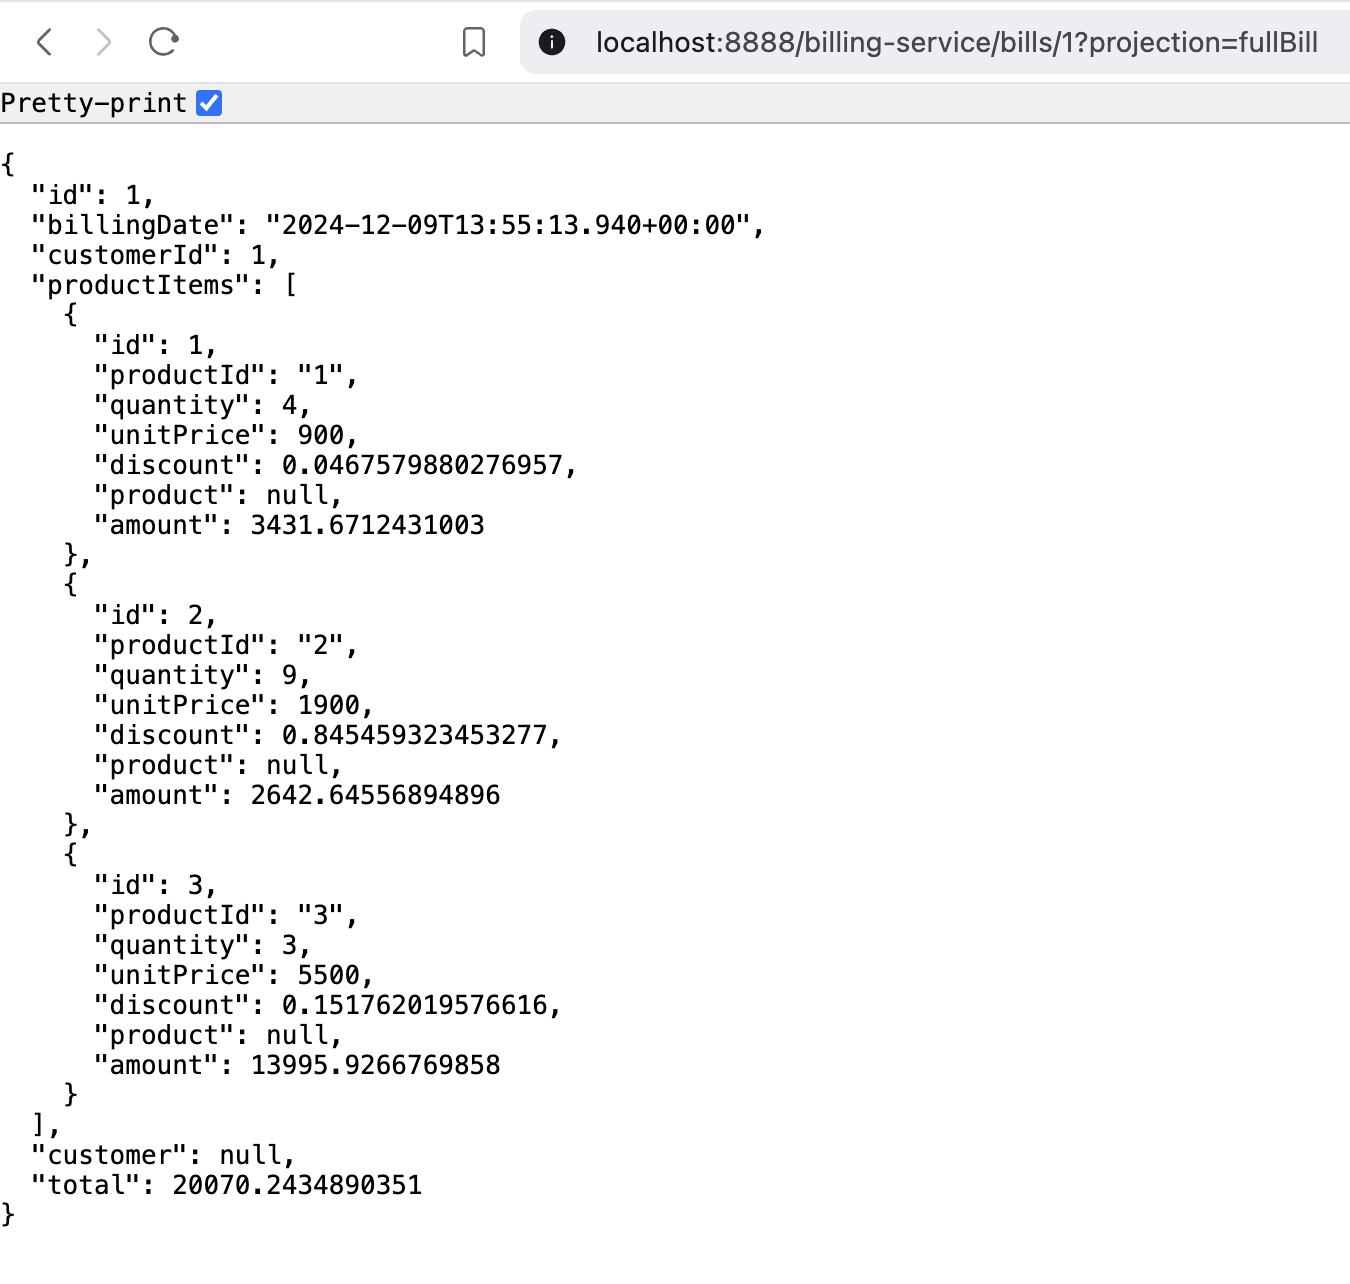 localhost:8888/billing-service/bills/1?projection=fullBill
Pretty-print
{
  "id": 1,
  "billingDate": "2024-12-09T13:55:13.940+00:00",
  "customerId": 1,
  "productItems": [
    {
      "id": 1,
      "productId": "1",
      "quantity": 4,
      "unitPrice": 900,
      "discount": 0.0467579880276957,
      "product": null,
      "amount": 3431.6712431003
    },
    {
      "id": 2,
      "productId": "2",
      "quantity": 9,
      "unitPrice": 1900,
      "discount": 0.845459323453277,
      "product": null,
      "amount": 2642.64556894896
    },
    {
      "id": 3,
      "productId": "3",
      "quantity": 3,
      "unitPrice": 5500,
      "discount": 0.151762019576616,
      "product": null,
      "amount": 13995.9266769858
    }
  ],
  "customer": null,
  "total": 20070.2434890351
}